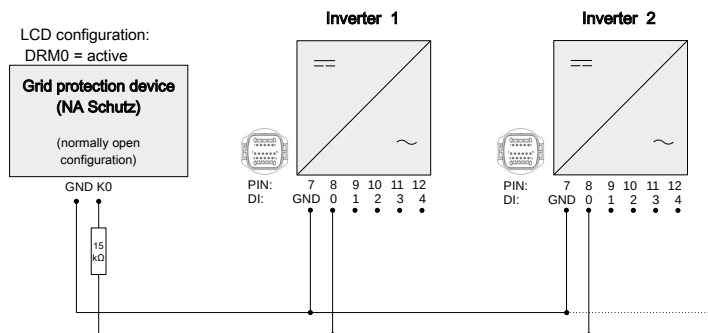 Inverter 1
Inverter 2
LCD configuration:
DRM0 = active
Grid protection device
(NA Schutz)
(normally open
configuration)
GND K0
15
kΩ
PIN: 7 8 9 10 11 12
DI: GND 0 1 2 3 4
PIN: 7 8 9 10 11 12
DI: GND 0 1 2 3 4